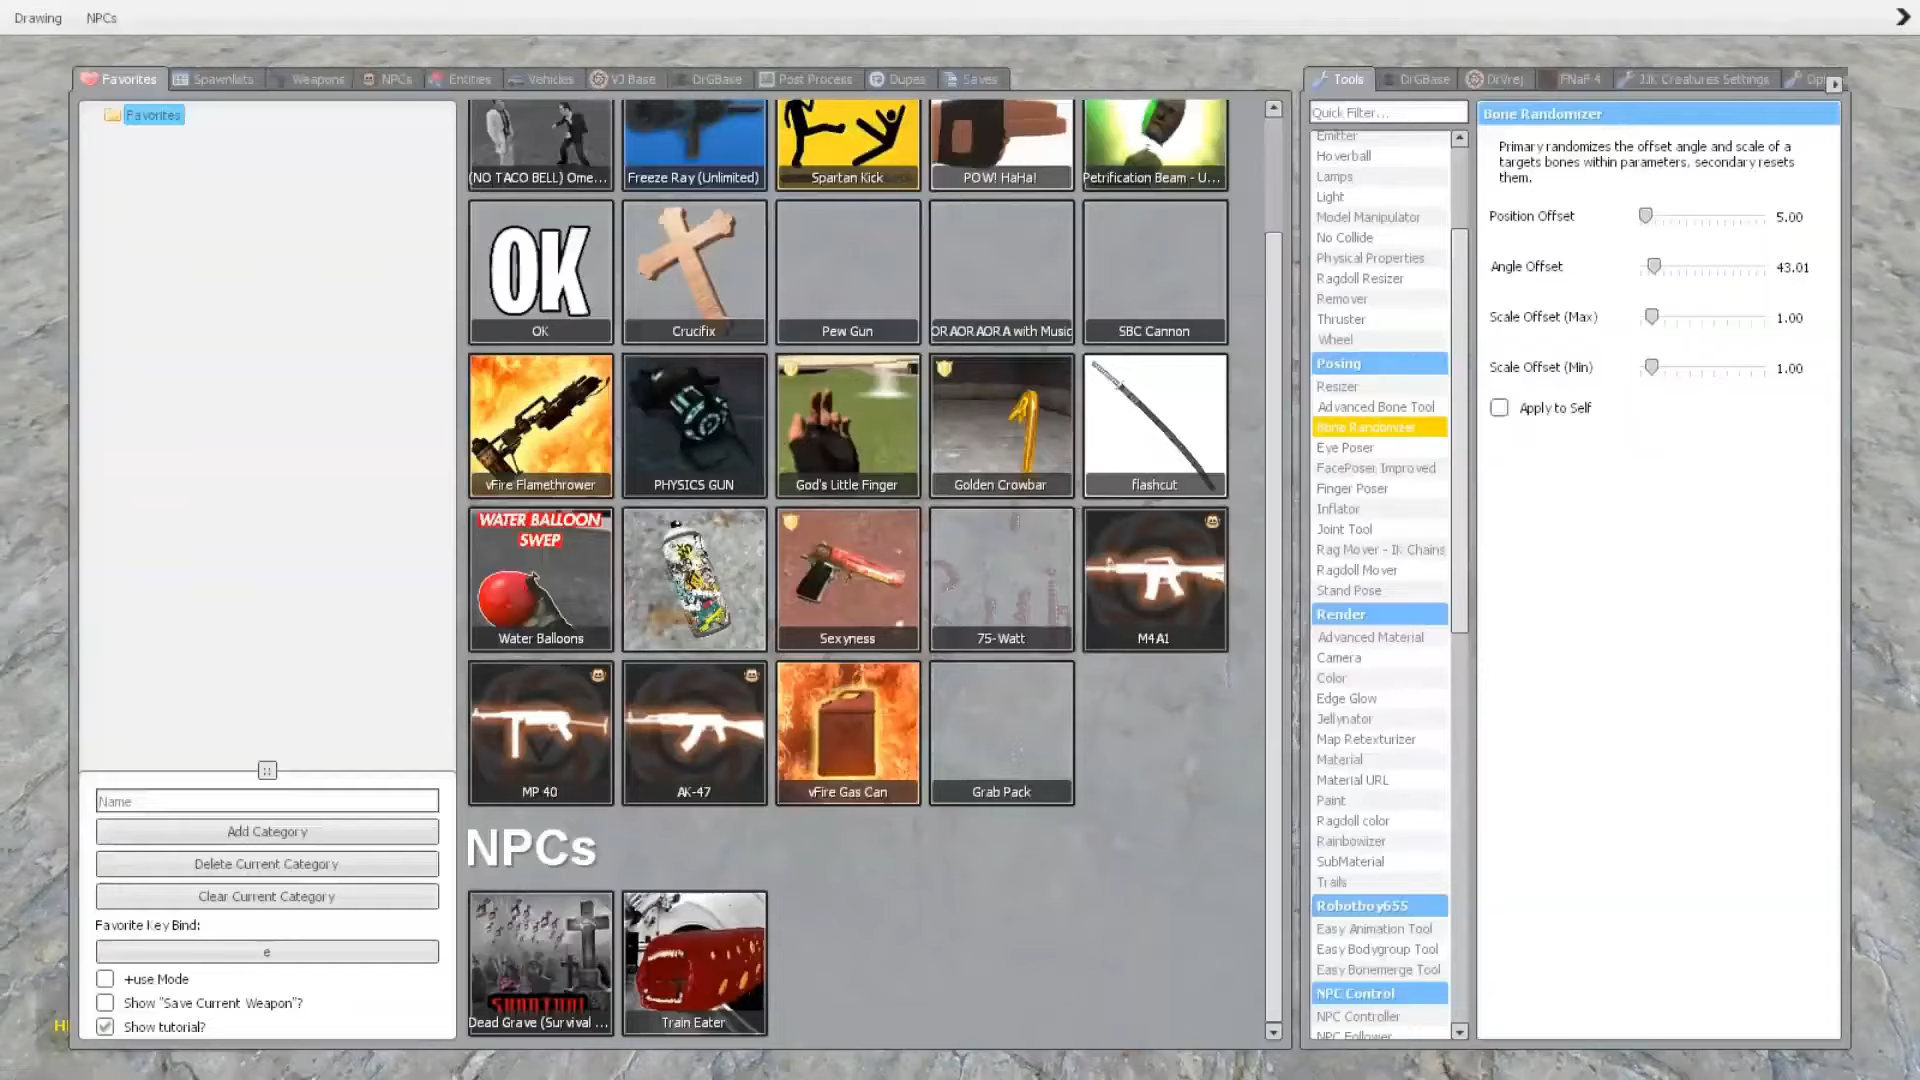 Drawing NPCs
Favorites Spawnlists Weapons NPCs Entities Vehicles VJ Base DrGBase Post Process Dupes Saves
Favorites
Name
Add Category
Delete Current Category
Clear Current Category
Favorite Key Bind:
e
+use Mode
Show "Save Current Weapon"?
Show tutorial?
(NO TACO BELL) Ome... Freeze Ray (Unlimited) Spartan Kick POW! HaHa! Petrification Beam - U...
OK
OK Crucifix Pew Gun ORAORAORA with Music SBC Cannon
vFire Flamethrower PHYSICS GUN God's Little Finger Golden Crowbar flashcut
WATER BALLOON
SWEP
Water Balloons Sexyness 75-Watt M4A1
MP 40 AK-47 vFire Gas Can Grab Pack
NPCs
Dead Grave (Survival ... Train Eater
Tools DrGBase DrVrej FNaF 4 JJK Creatures Settings
Quick Filter...
Emitter
Hoverball
Lamps
Light
Model Manipulator
No Collide
Physical Properties
Ragdoll Resizer
Remover
Thruster
Wheel
Posing
Resizer
Advanced Bone Tool
Bone Randomizer
Eye Poser
FacePoser Improved
Finger Poser
Inflator
Joint Tool
Rag Mover - IK Chains
Ragdoll Mover
Stand Pose
Render
Advanced Material
Camera
Color
Edge Glow
Jellynator
Map Retexturizer
Material
Material URL
Paint
Ragdoll color
Rainbowizer
SubMaterial
Trails
Robotboy655
Easy Animation Tool
Easy Bodygroup Tool
Easy Bonemerge Tool
NPC Control
NPC Controller
NPC Follower
Bone Randomizer
Primary randomizes the offset angle and scale of a
targets bones within parameters, secondary resets
them.
Position Offset 5.00
Angle Offset 43.01
Scale Offset (Max) 1.00
Scale Offset (Min) 1.00
Apply to Self